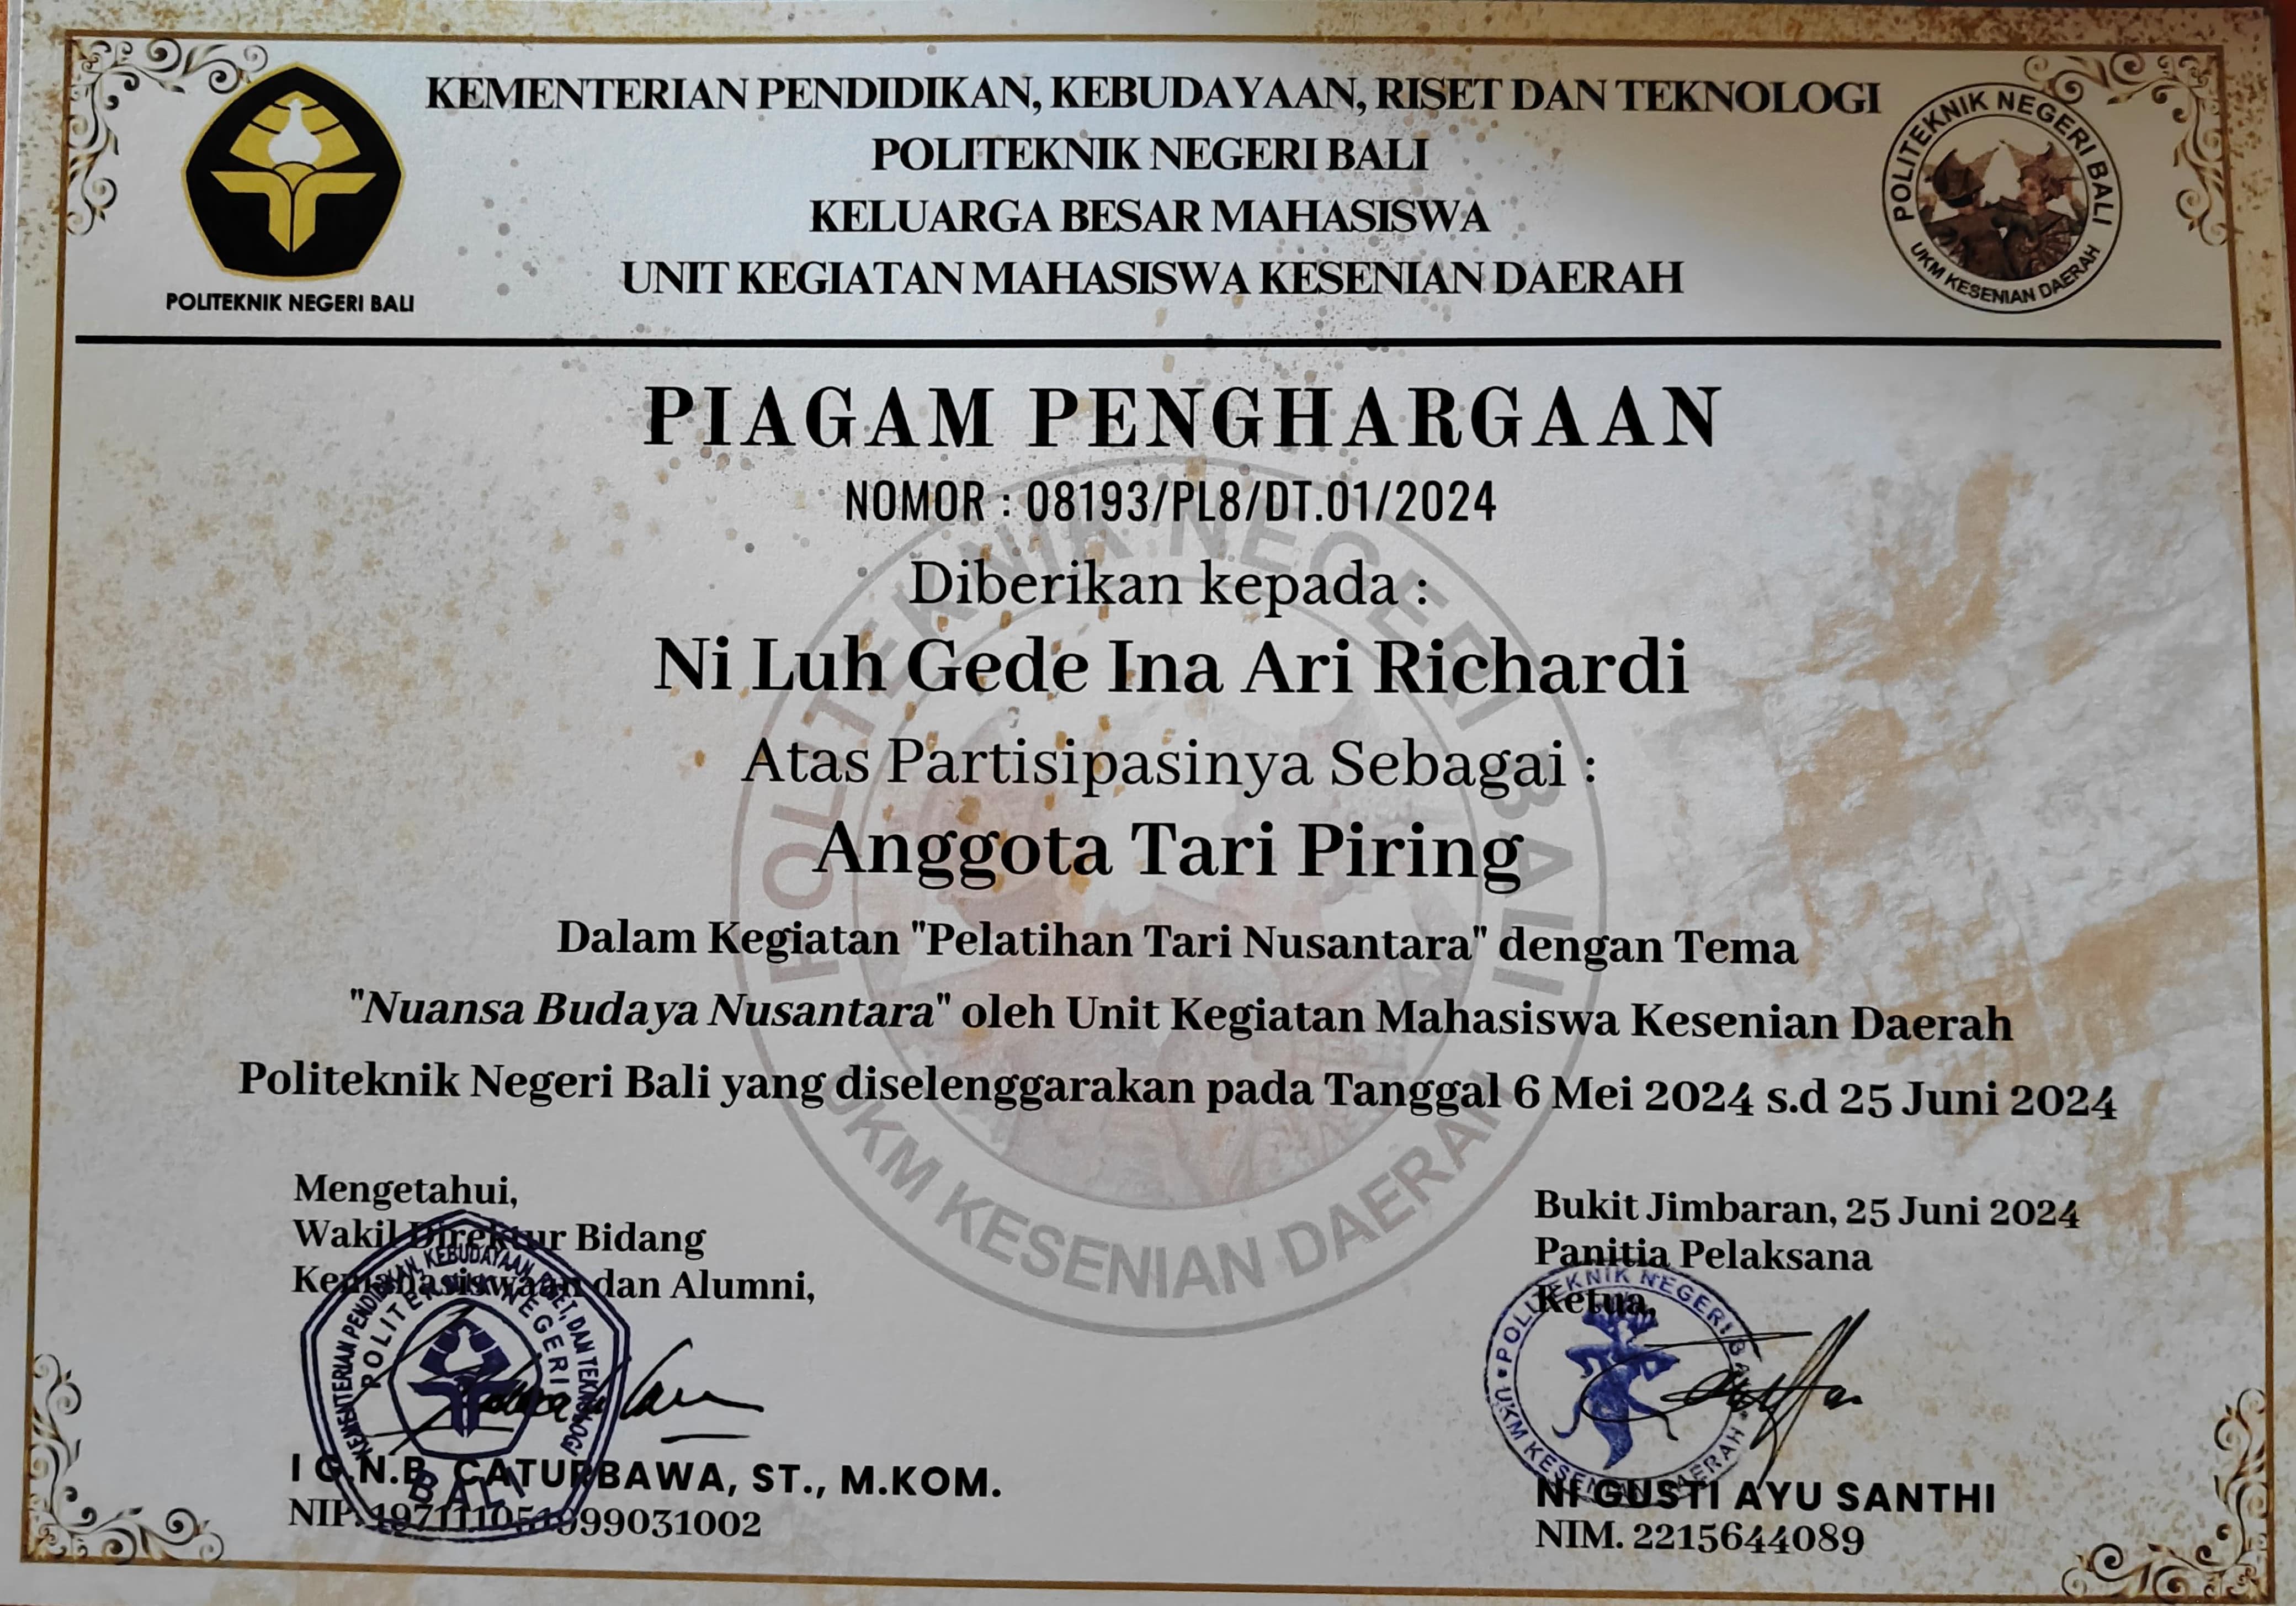 KEMENTERIAN PENDIDIKAN, KEBUDAYAAN, RISET DAN TEKNOLOGI
POLITEKNIK NEGERI BALI
KELUARGA BESAR MAHASISWA
UNIT KEGIATAN MAHASISWA KESENIAN DAERAH
POLITEKNIK NEGERI BALI
POLITEKNIK NEGERI BALI
UKM KESENIAN DAERAH
PIAGAM PENGHARGAAN
NOMOR : 08193/PL8/DT.01/2024
Diberikan kepada :
Ni Luh Gede Ina Ari Richardi
Atas Partisipasinya Sebagai :
Anggota Tari Piring
Dalam Kegiatan "Pelatihan Tari Nusantara" dengan Tema
"Nuansa Budaya Nusantara" oleh Unit Kegiatan Mahasiswa Kesenian Daerah
Politeknik Negeri Bali yang diselenggarakan pada Tanggal 6 Mei 2024 s.d 25 Juni 2024
POLITEKNIK NEGERI BALI
UKM KESENIAN DAERAH
Mengetahui,
Wakil Direktur Bidang
Kemahasiswaan dan Alumni,
KEMENTERIAN PENDIDIKAN, KEBUDAYAAN, RISET, DAN TEKNOLOGI
POLITEKNIK NEGERI
BALI
I G.N.B. CATURBAWA, ST., M.KOM.
NIP. 197111051999031002
Bukit Jimbaran, 25 Juni 2024
Panitia Pelaksana
Ketua,
POLITEKNIK NEGERI BALI
UKM KESENIAN DAERAH
NI GUSTI AYU SANTHI
NIM. 2215644089